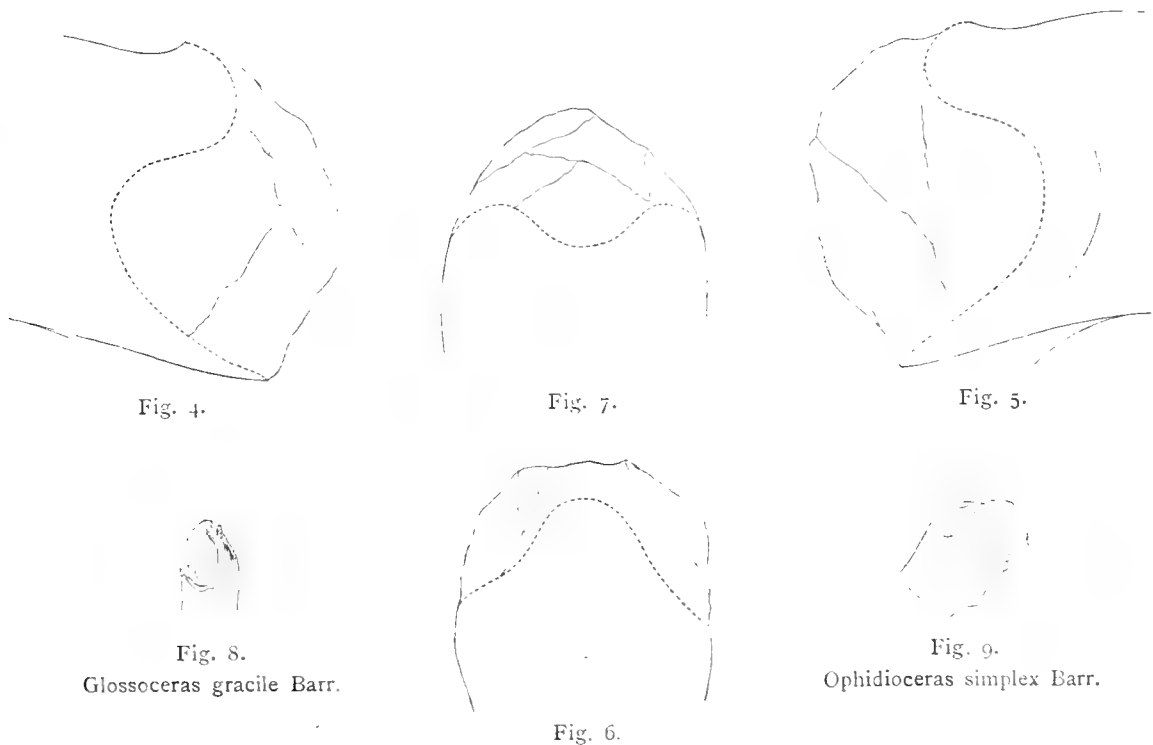 Fig. 4.
Fig. 7.
Fig. 5.
Fig. 8.
Glossoceras gracile Barr.
Fig. 9.
Ophidioceras simplex Barr.
Fig. 6.